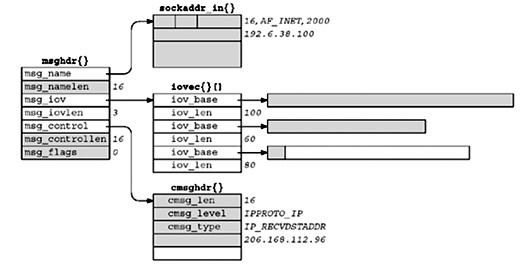 sockaddr_in{}
16,AF_INET,2000
192.6.38.100
msghdr{}
msg_name
msg_namelen 16
msg_iov
msg_iovlen 3
msg_control
msg_controllen 16
msg_flags 0
iovec{}[]
iov_base
iov_len 100
iov_base
iov_len 60
iov_base
iov_len 80
cmsghdr{}
cmsg_len 16
cmsg_level IPPROTO_IP
cmsg_type IP_RECVDSTADDR
206.168.112.96